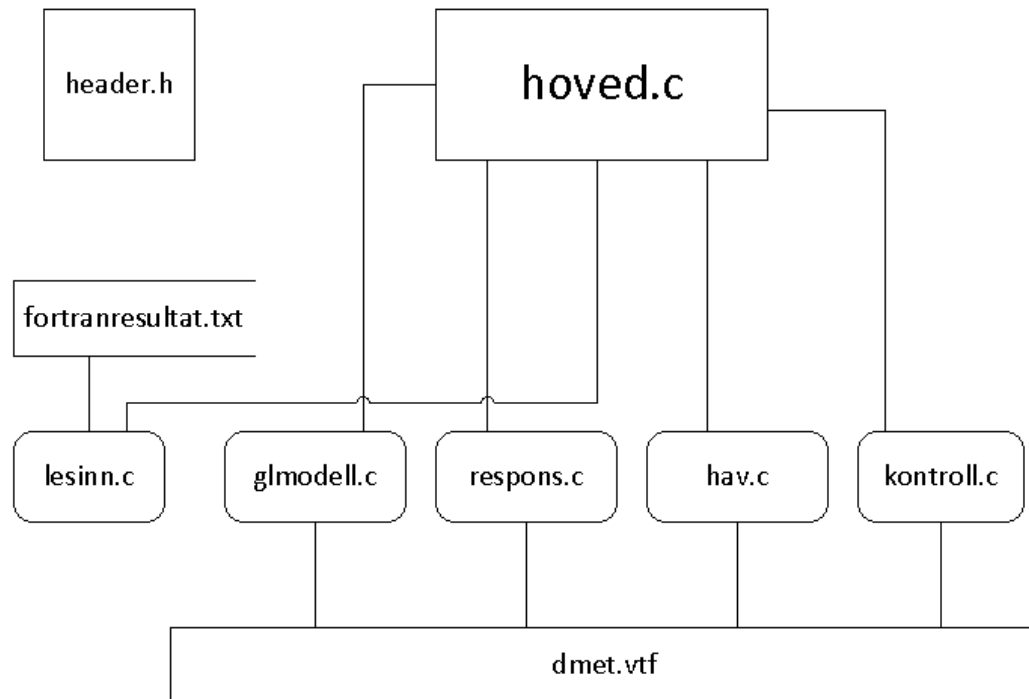 header.h
hoved.c
fortranresultat.txt
lesinn.c
glmodell.c
respons.c
hav.c
kontroll.c
dmet.vtf